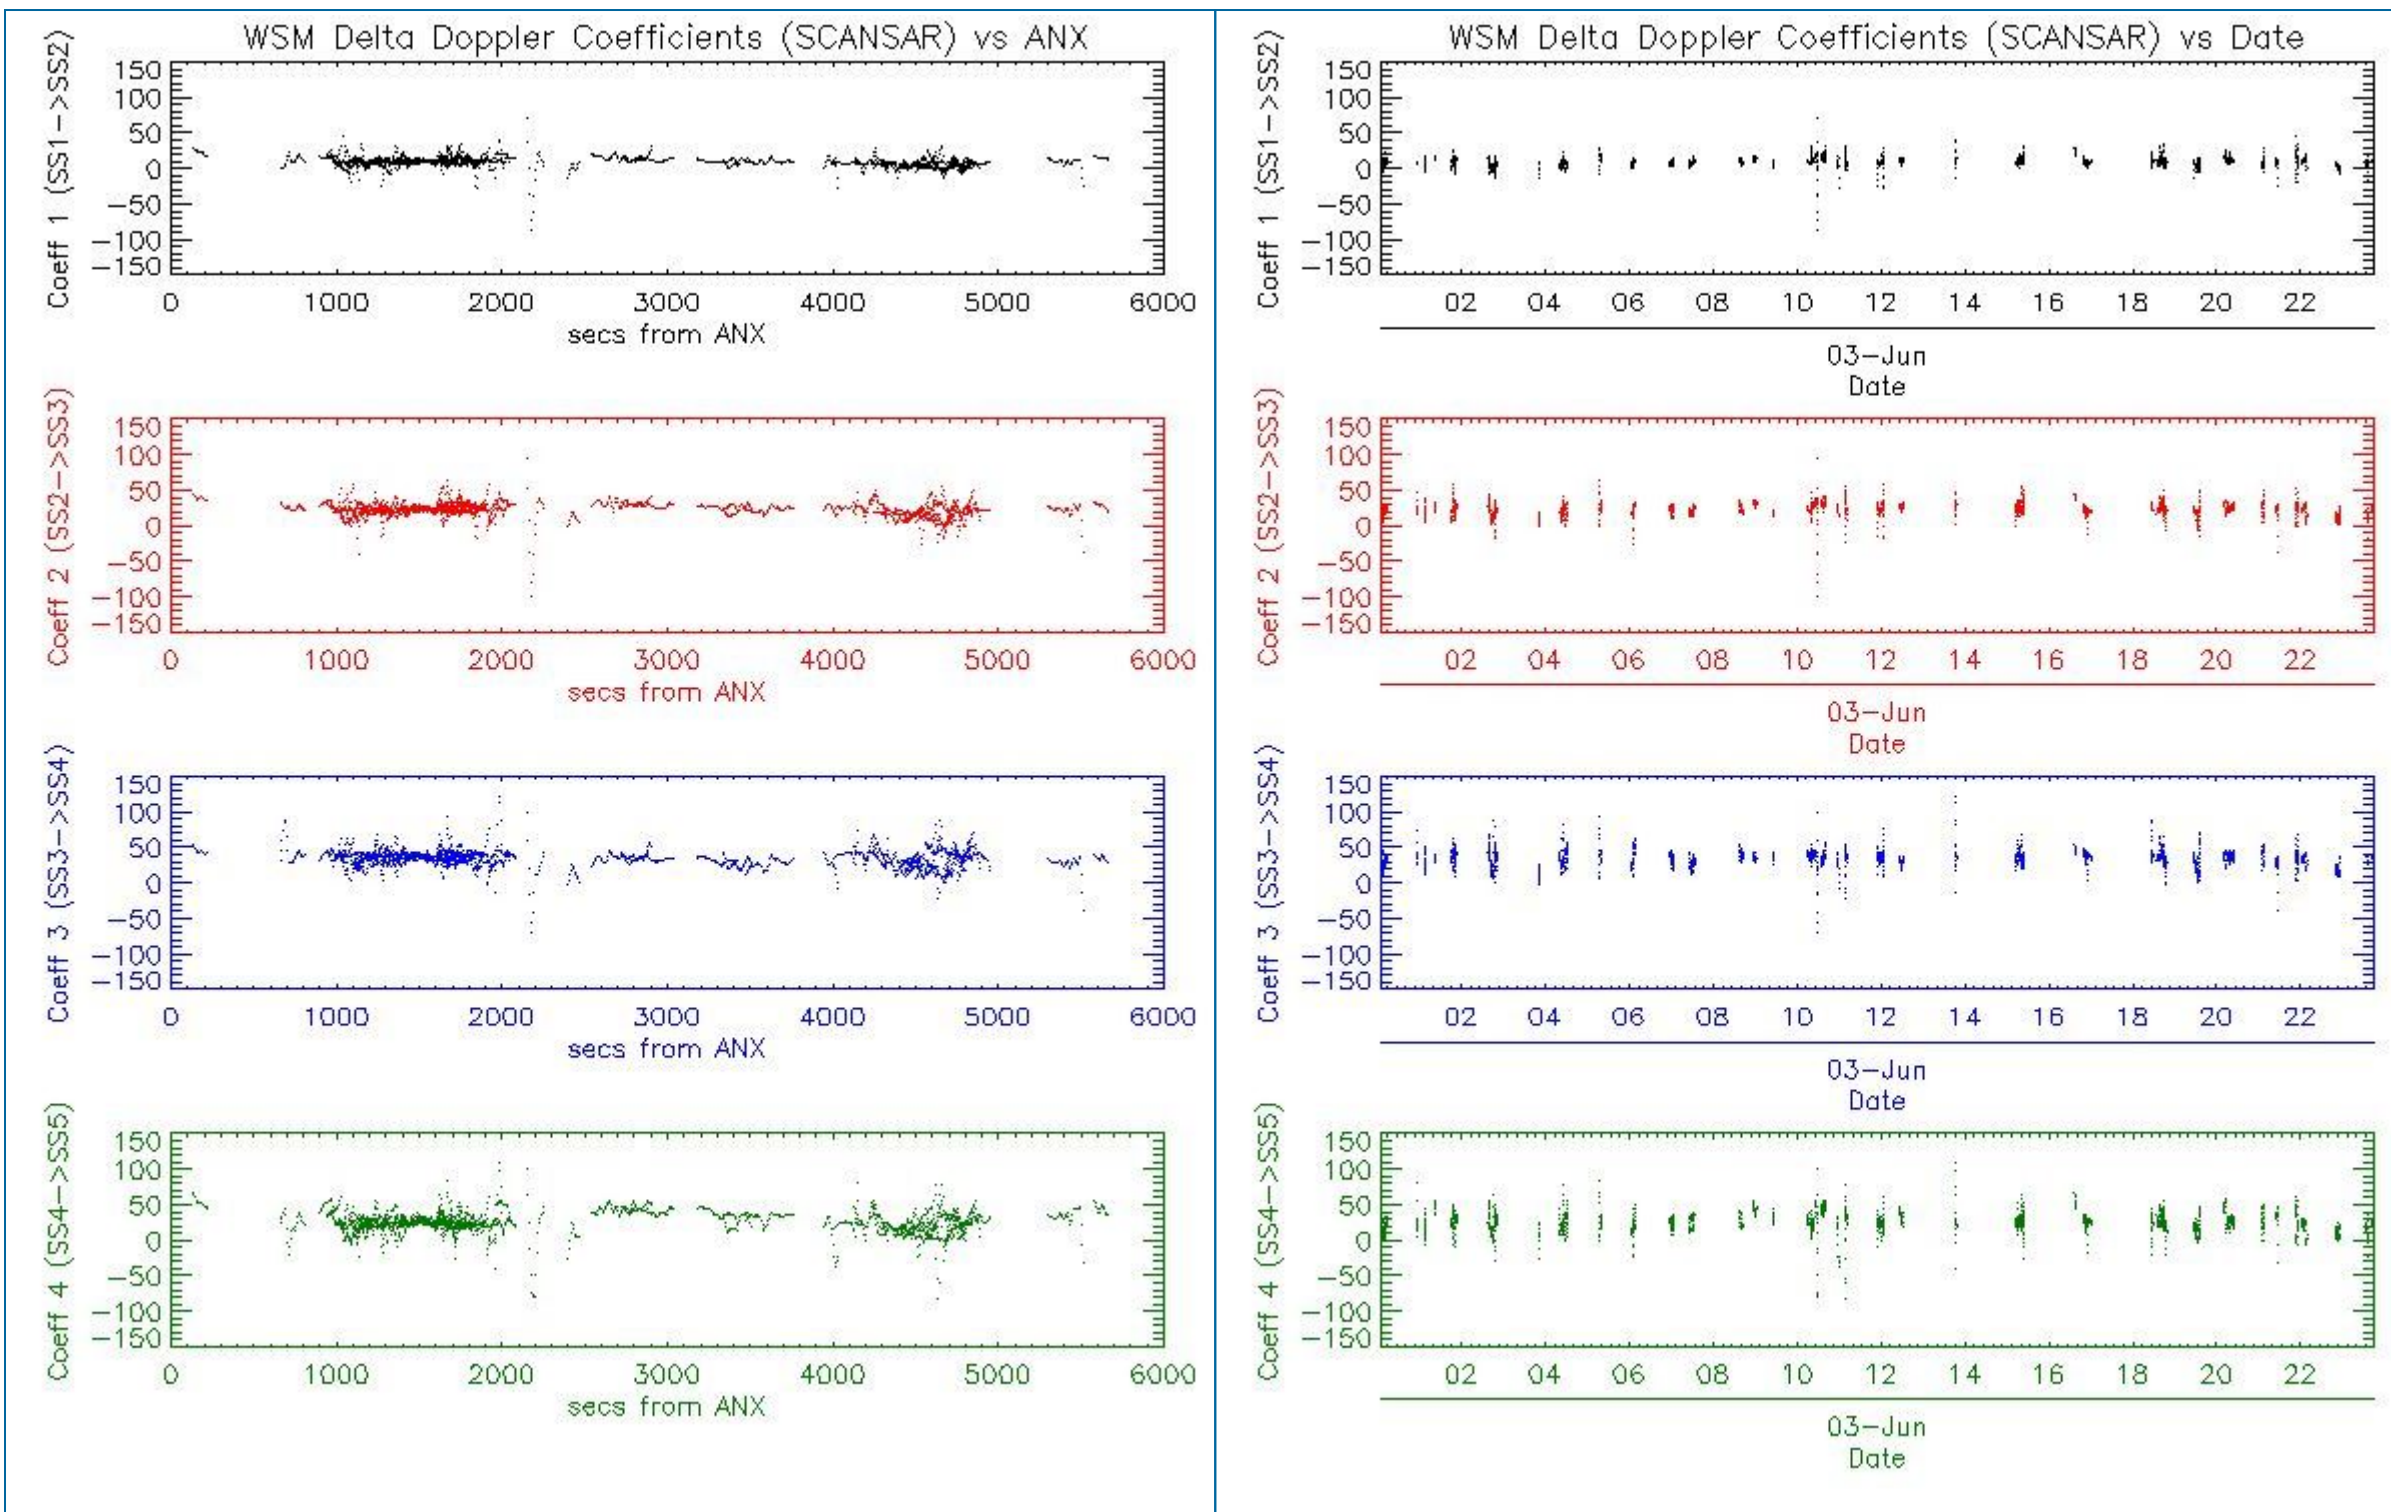 WSM Delta Doppler Coefficients (SCANSAR) vs ANX
Coeff 1 (SS1->SS2)
150
100
50
0
-50
-100
-150
0 1000 2000 3000 4000 5000 6000
secs from ANX
Coeff 2 (SS2->SS3)
150
100
50
0
-50
-100
-150
0 1000 2000 3000 4000 5000 6000
secs from ANX
Coeff 3 (SS3->SS4)
150
100
50
0
-50
-100
-150
0 1000 2000 3000 4000 5000 6000
secs from ANX
Coeff 4 (SS4->SS5)
150
100
50
0
-50
-100
-150
0 1000 2000 3000 4000 5000 6000
secs from ANX
WSM Delta Doppler Coefficients (SCANSAR) vs Date
Coeff 1 (SS1->SS2)
150
100
50
0
-50
-100
-150
02 04 06 08 10 12 14 16 18 20 22
03-Jun
Date
Coeff 2 (SS2->SS3)
150
100
50
0
-50
-100
-150
02 04 06 08 10 12 14 16 18 20 22
03-Jun
Date
Coeff 3 (SS3->SS4)
150
100
50
0
-50
-100
-150
02 04 06 08 10 12 14 16 18 20 22
03-Jun
Date
Coeff 4 (SS4->SS5)
150
100
50
0
-50
-100
-150
02 04 06 08 10 12 14 16 18 20 22
03-Jun
Date